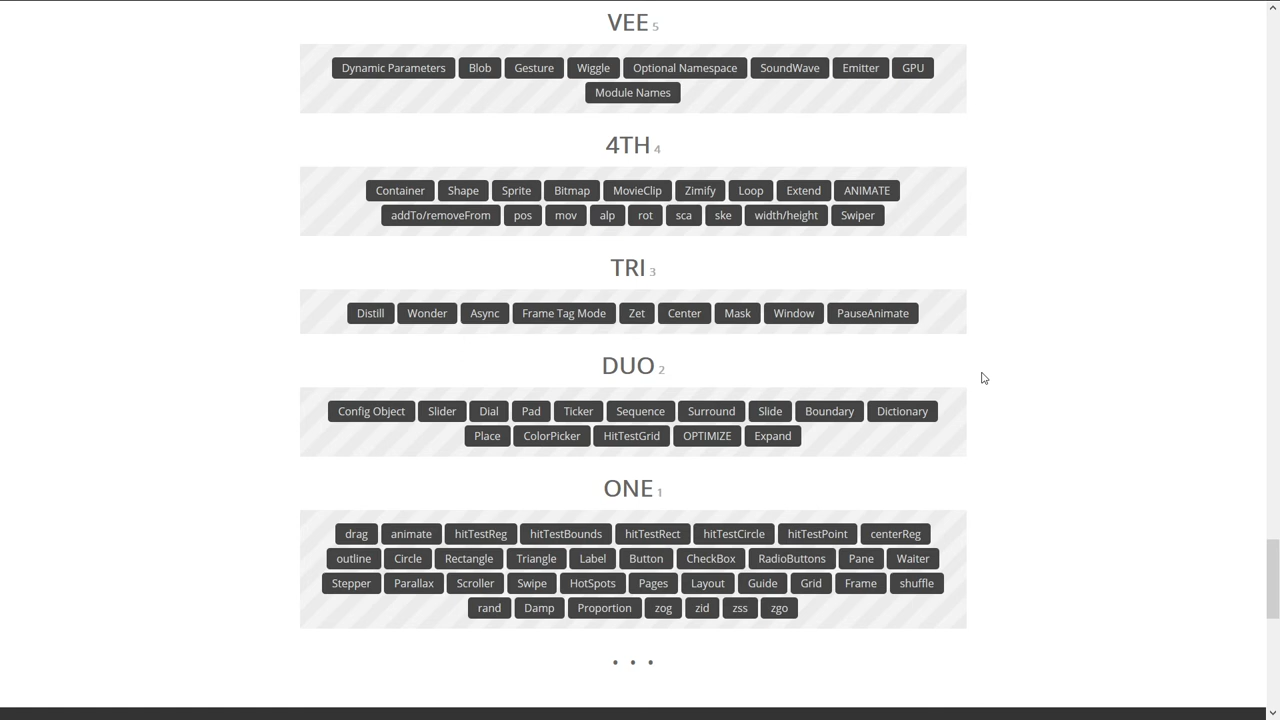 VEE 5
Dynamic Parameters Blob Gesture Wiggle Optional Namespace SoundWave Emitter GPU
Module Names
4TH 4
Container Shape Sprite Bitmap MovieClip Zimify Loop Extend ANIMATE
addTo/removeFrom pos mov alp rot sca ske width/height Swiper
TRI 3
Distill Wonder Async Frame Tag Mode Zet Center Mask Window PauseAnimate
DUO 2
Config Object Slider Dial Pad Ticker Sequence Surround Slide Boundary Dictionary
Place ColorPicker HitTestGrid OPTIMIZE Expand
ONE 1
drag animate hitTestReg hitTestBounds hitTestRect hitTestCircle hitTestPoint centerReg
outline Circle Rectangle Triangle Label Button CheckBox RadioButtons Pane Waiter
Stepper Parallax Scroller Swipe HotSpots Pages Layout Guide Grid Frame shuffle
rand Damp Proportion zog zid zss zgo
• • •